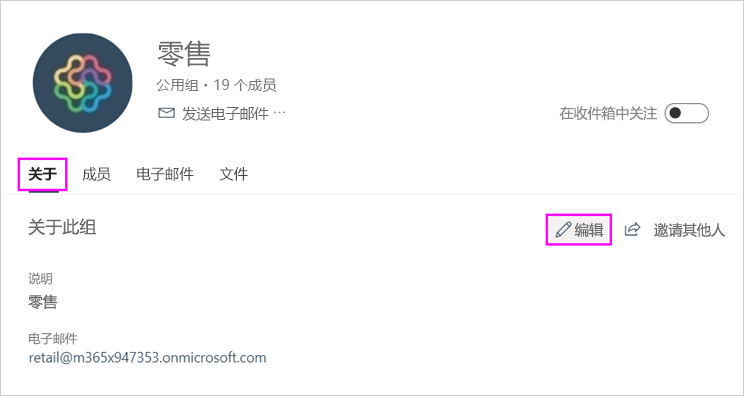 零售
公用组 • 19 个成员
发送电子邮件 ···
在收件箱中关注
关于 成员 电子邮件 文件
关于此组
编辑 邀请其他人
说明
零售
电子邮件
retail@m365x947353.onmicrosoft.com